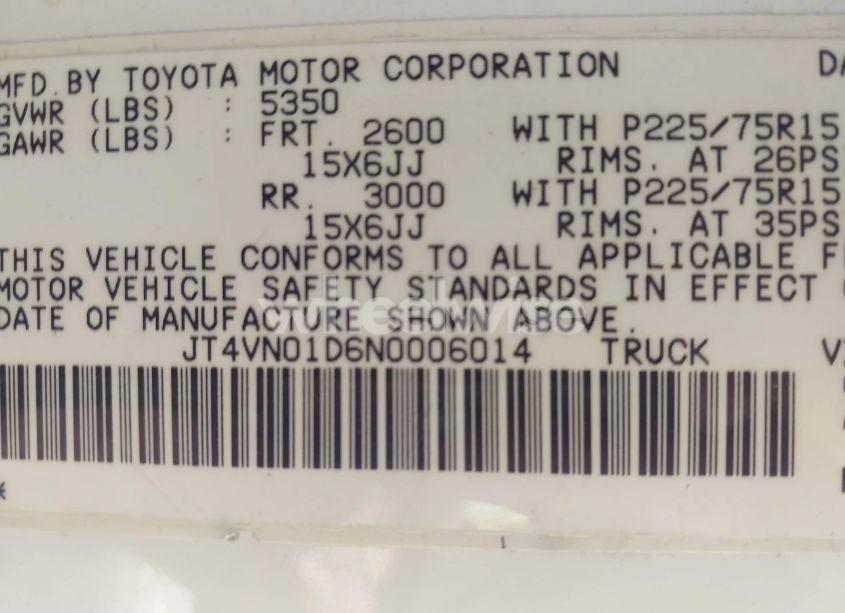 MFD.BY TOYOTA MOTOR CORPORATION DA
GVWR (LBS) : 5350
GAWR (LBS) : FRT. 2600 WITH P225/75R15
15X6JJ RIMS. AT 26PS
RR. 3000 WITH P225/75R15
15X6JJ RIMS. AT 35PS
THIS VEHICLE CONFORMS TO ALL APPLICABLE F
MOTOR VEHICLE SAFETY STANDARDS IN EFFECT
DATE OF MANUFACTURE SHOWN ABOVE.
JT4VN01D6N0006014 TRUCK V
*